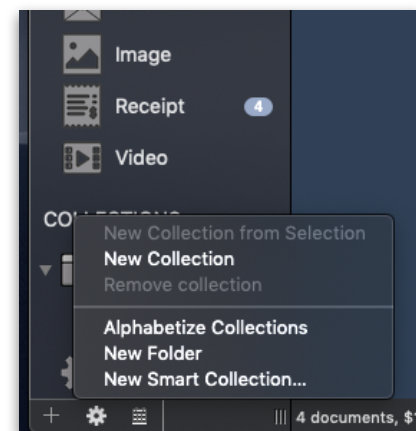 Image
Receipt 4
Video
New Collection from Selection
New Collection
Remove collection
Alphabetize Collections
New Folder
New Smart Collection...
4 documents, $